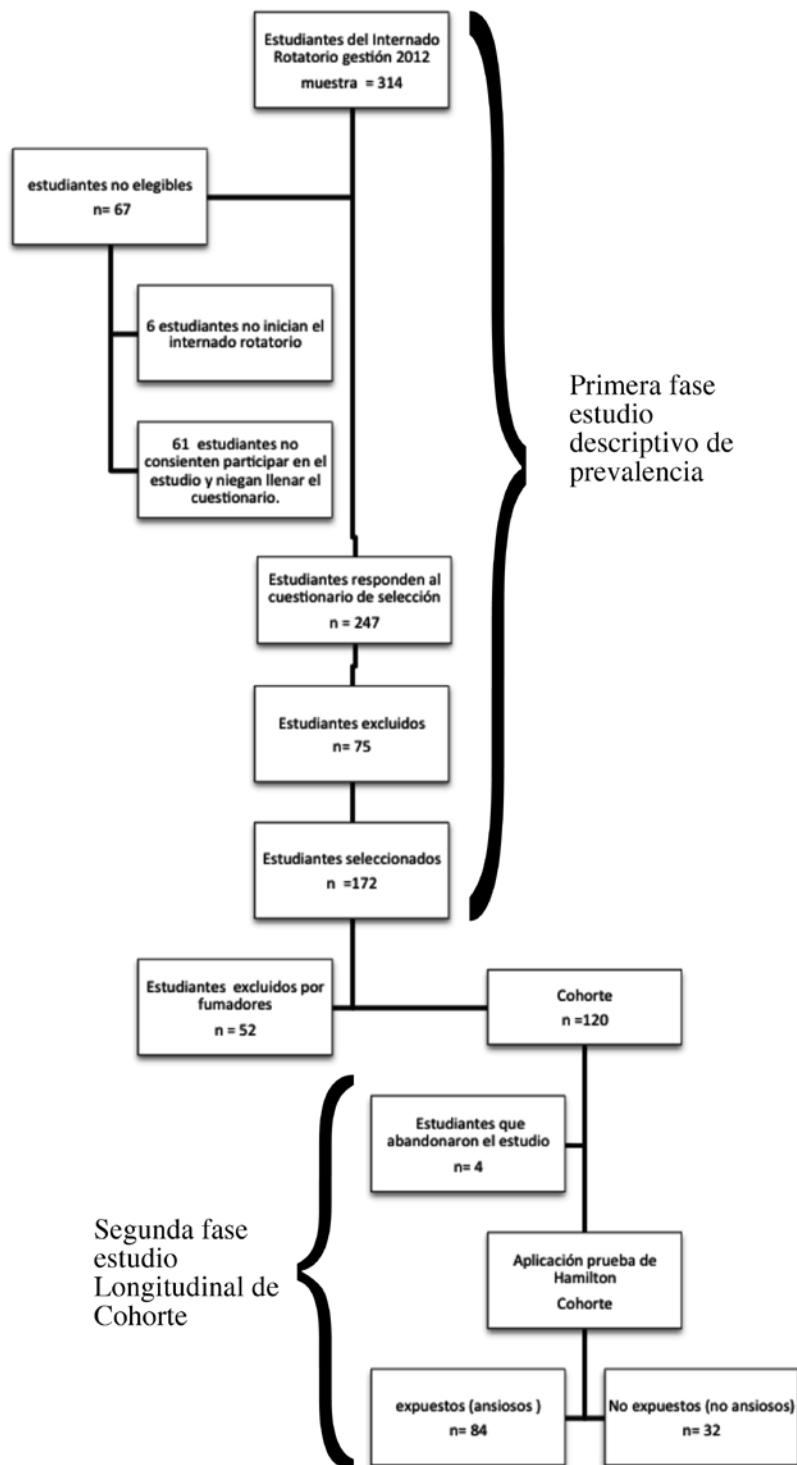 Estudiantes del Internado
Rotatorio gestión 2012
muestra = 314
estudiantes no elegibles
n= 67
6 estudiantes no inician el
internado rotatorio
61 estudiantes no
consienten participar en el
estudio y niegan llenar el
cuestionario.
Primera fase
estudio
descriptivo de
prevalencia
Estudiantes responden al
cuestionario de selección
n = 247
Estudiantes excluidos
n= 75
Estudiantes seleccionados
n =172
Estudiantes excluidos por
fumadores
n = 52
Cohorte
n =120
Estudiantes que
abandonaron el estudio
n= 4
Segunda fase
estudio
Longitudinal de
Cohorte
Aplicación prueba de
Hamilton
Cohorte
expuestos (ansiosos )
n= 84
No expuestos (no ansiosos)
n= 32